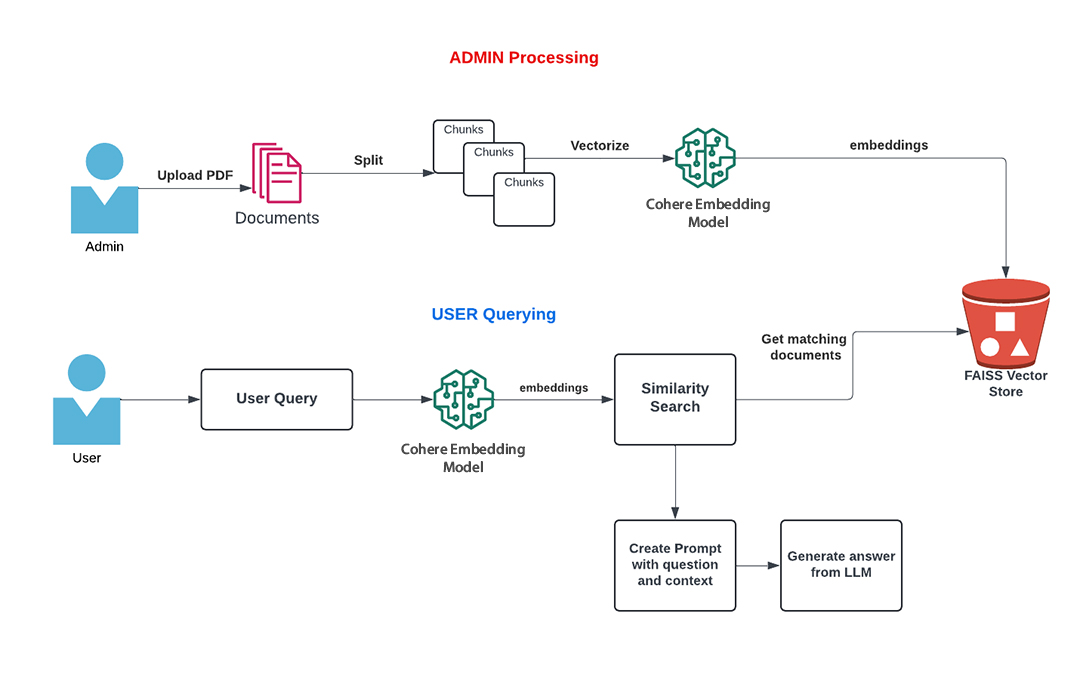 ADMIN Processing
Chunks
Chunks
Chunks
Upload PDF
Split
Vectorize
embeddings
Documents
Admin
Cohere Embedding
Model
USER Querying
Get matching
documents
FAISS Vector
Store
User Query
embeddings
Similarity
Search
User
Cohere Embedding
Model
Create Prompt
with question
and context
Generate answer
from LLM